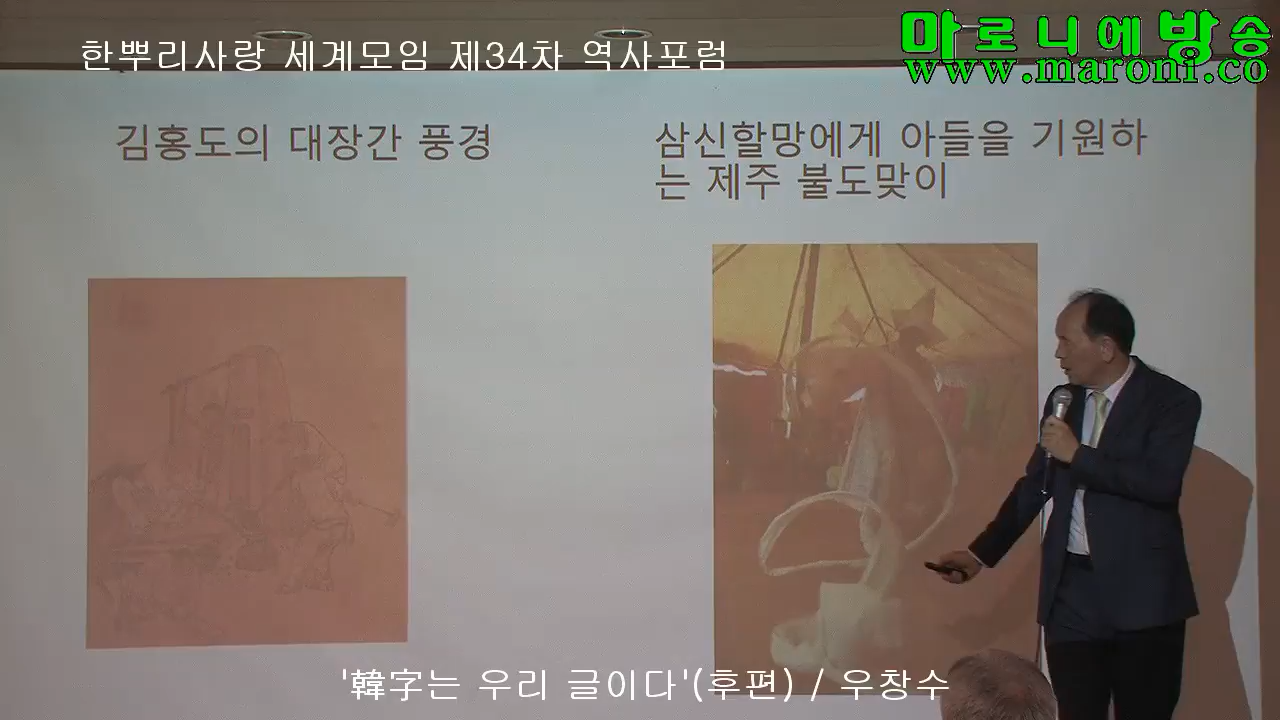 마로니에방송
www.maroni.co
한뿌리사랑 세계모임 제34차 역사포럼
김홍도의 대장간 풍경
삼신할망에게 아들을 기원하
는 제주 불도맞이
'韓字는 우리 글이다'(후편) / 우창수